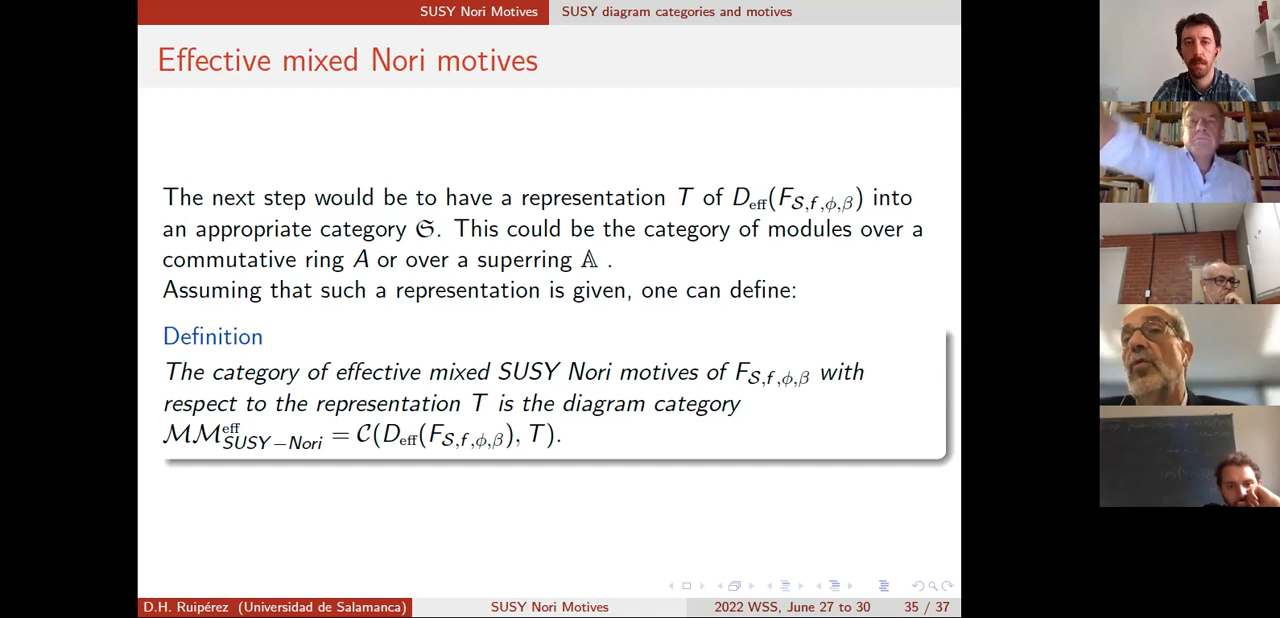 SUSY Nori Motives SUSY diagram categories and motives
Effective mixed Nori motives
The next step would be to have a representation T of D_eff(F_{𝒮,f,ϕ,β}) into
an appropriate category 𝔖. This could be the category of modules over a
commutative ring A or over a superring 𝔸 .
Assuming that such a representation is given, one can define:
Definition
The category of effective mixed SUSY Nori motives of F_{𝒮,f,ϕ,β} with
respect to the representation T is the diagram category
ℳℳ^eff_{SUSY−Nori} = 𝒞(D_eff(F_{𝒮,f,ϕ,β}), T).
D.H. Ruipérez (Universidad de Salamanca) SUSY Nori Motives 2022 WSS, June 27 to 30 35 / 37